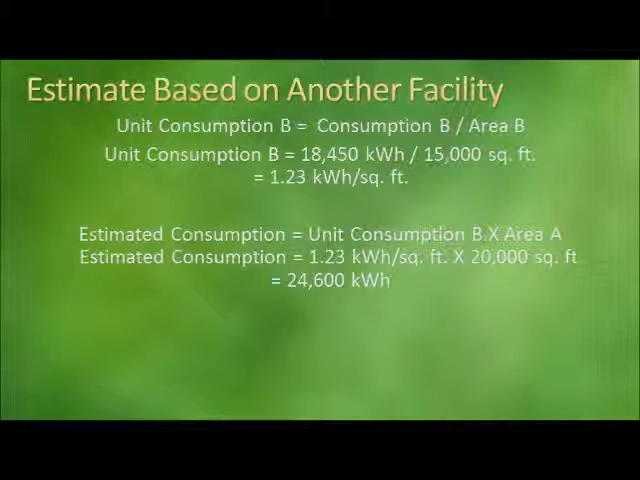 Estimate Based on Another Facility
Unit Consumption B = Consumption B / Area B
Unit Consumption B = 18,450 kWh / 15,000 sq. ft.
= 1.23 kWh/sq. ft.
Estimated Consumption = Unit Consumption B X Area A
Estimated Consumption = 1.23 kWh/sq. ft. X 20,000 sq. ft
= 24,600 kWh